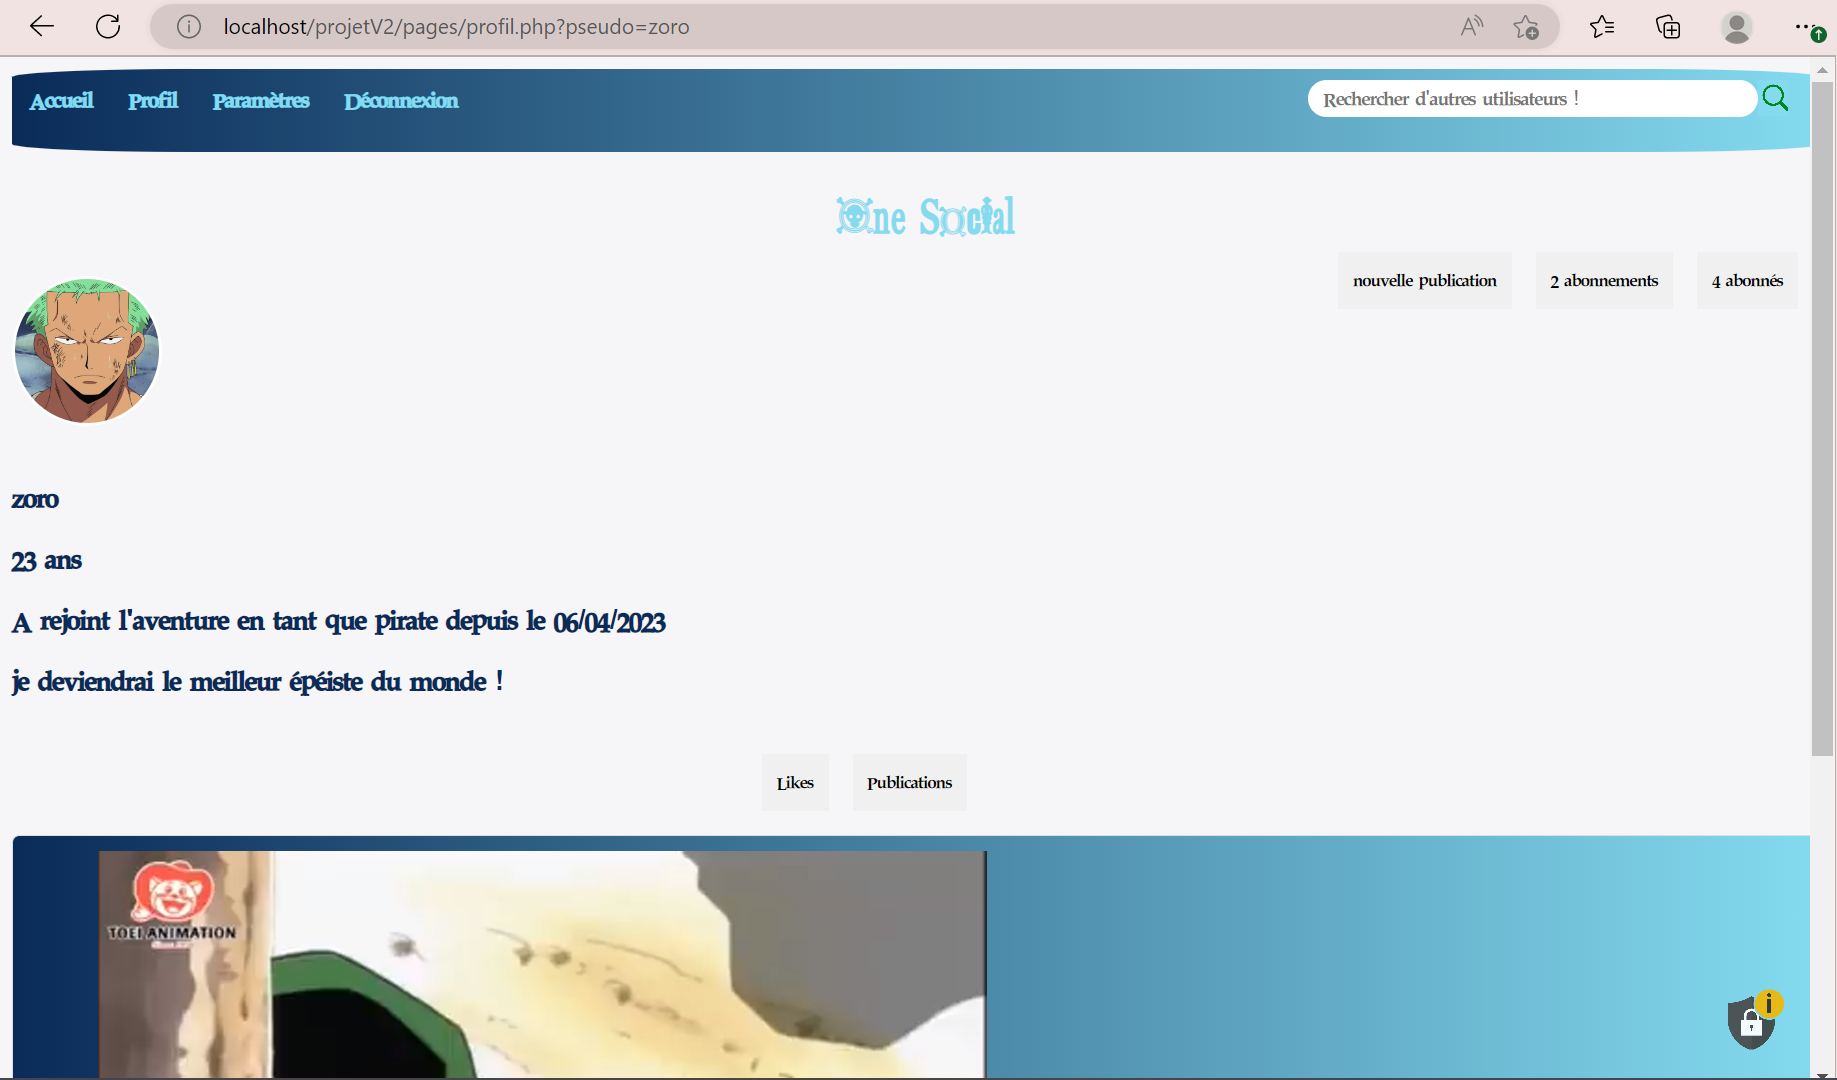 localhost/projetV2/pages/profil.php?pseudo=zoro
Accueil Profil Paramètres Déconnexion Rechercher d'autres utilisateurs !
One Social
nouvelle publication 2 abonnements 4 abonnés
zoro
23 ans
A rejoint l'aventure en tant que pirate depuis le 06/04/2023
je deviendrai le meilleur épéiste du monde !
Likes Publications
TOEI ANIMATION